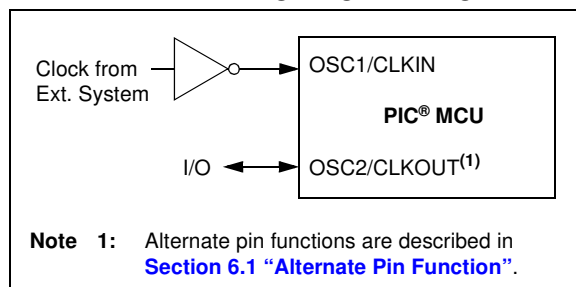 Clock from
Ext. System
OSC1/CLKIN
PIC® MCU
I/O
OSC2/CLKOUT(1)
Note 1: Alternate pin functions are described in
Section 6.1 “Alternate Pin Function”.